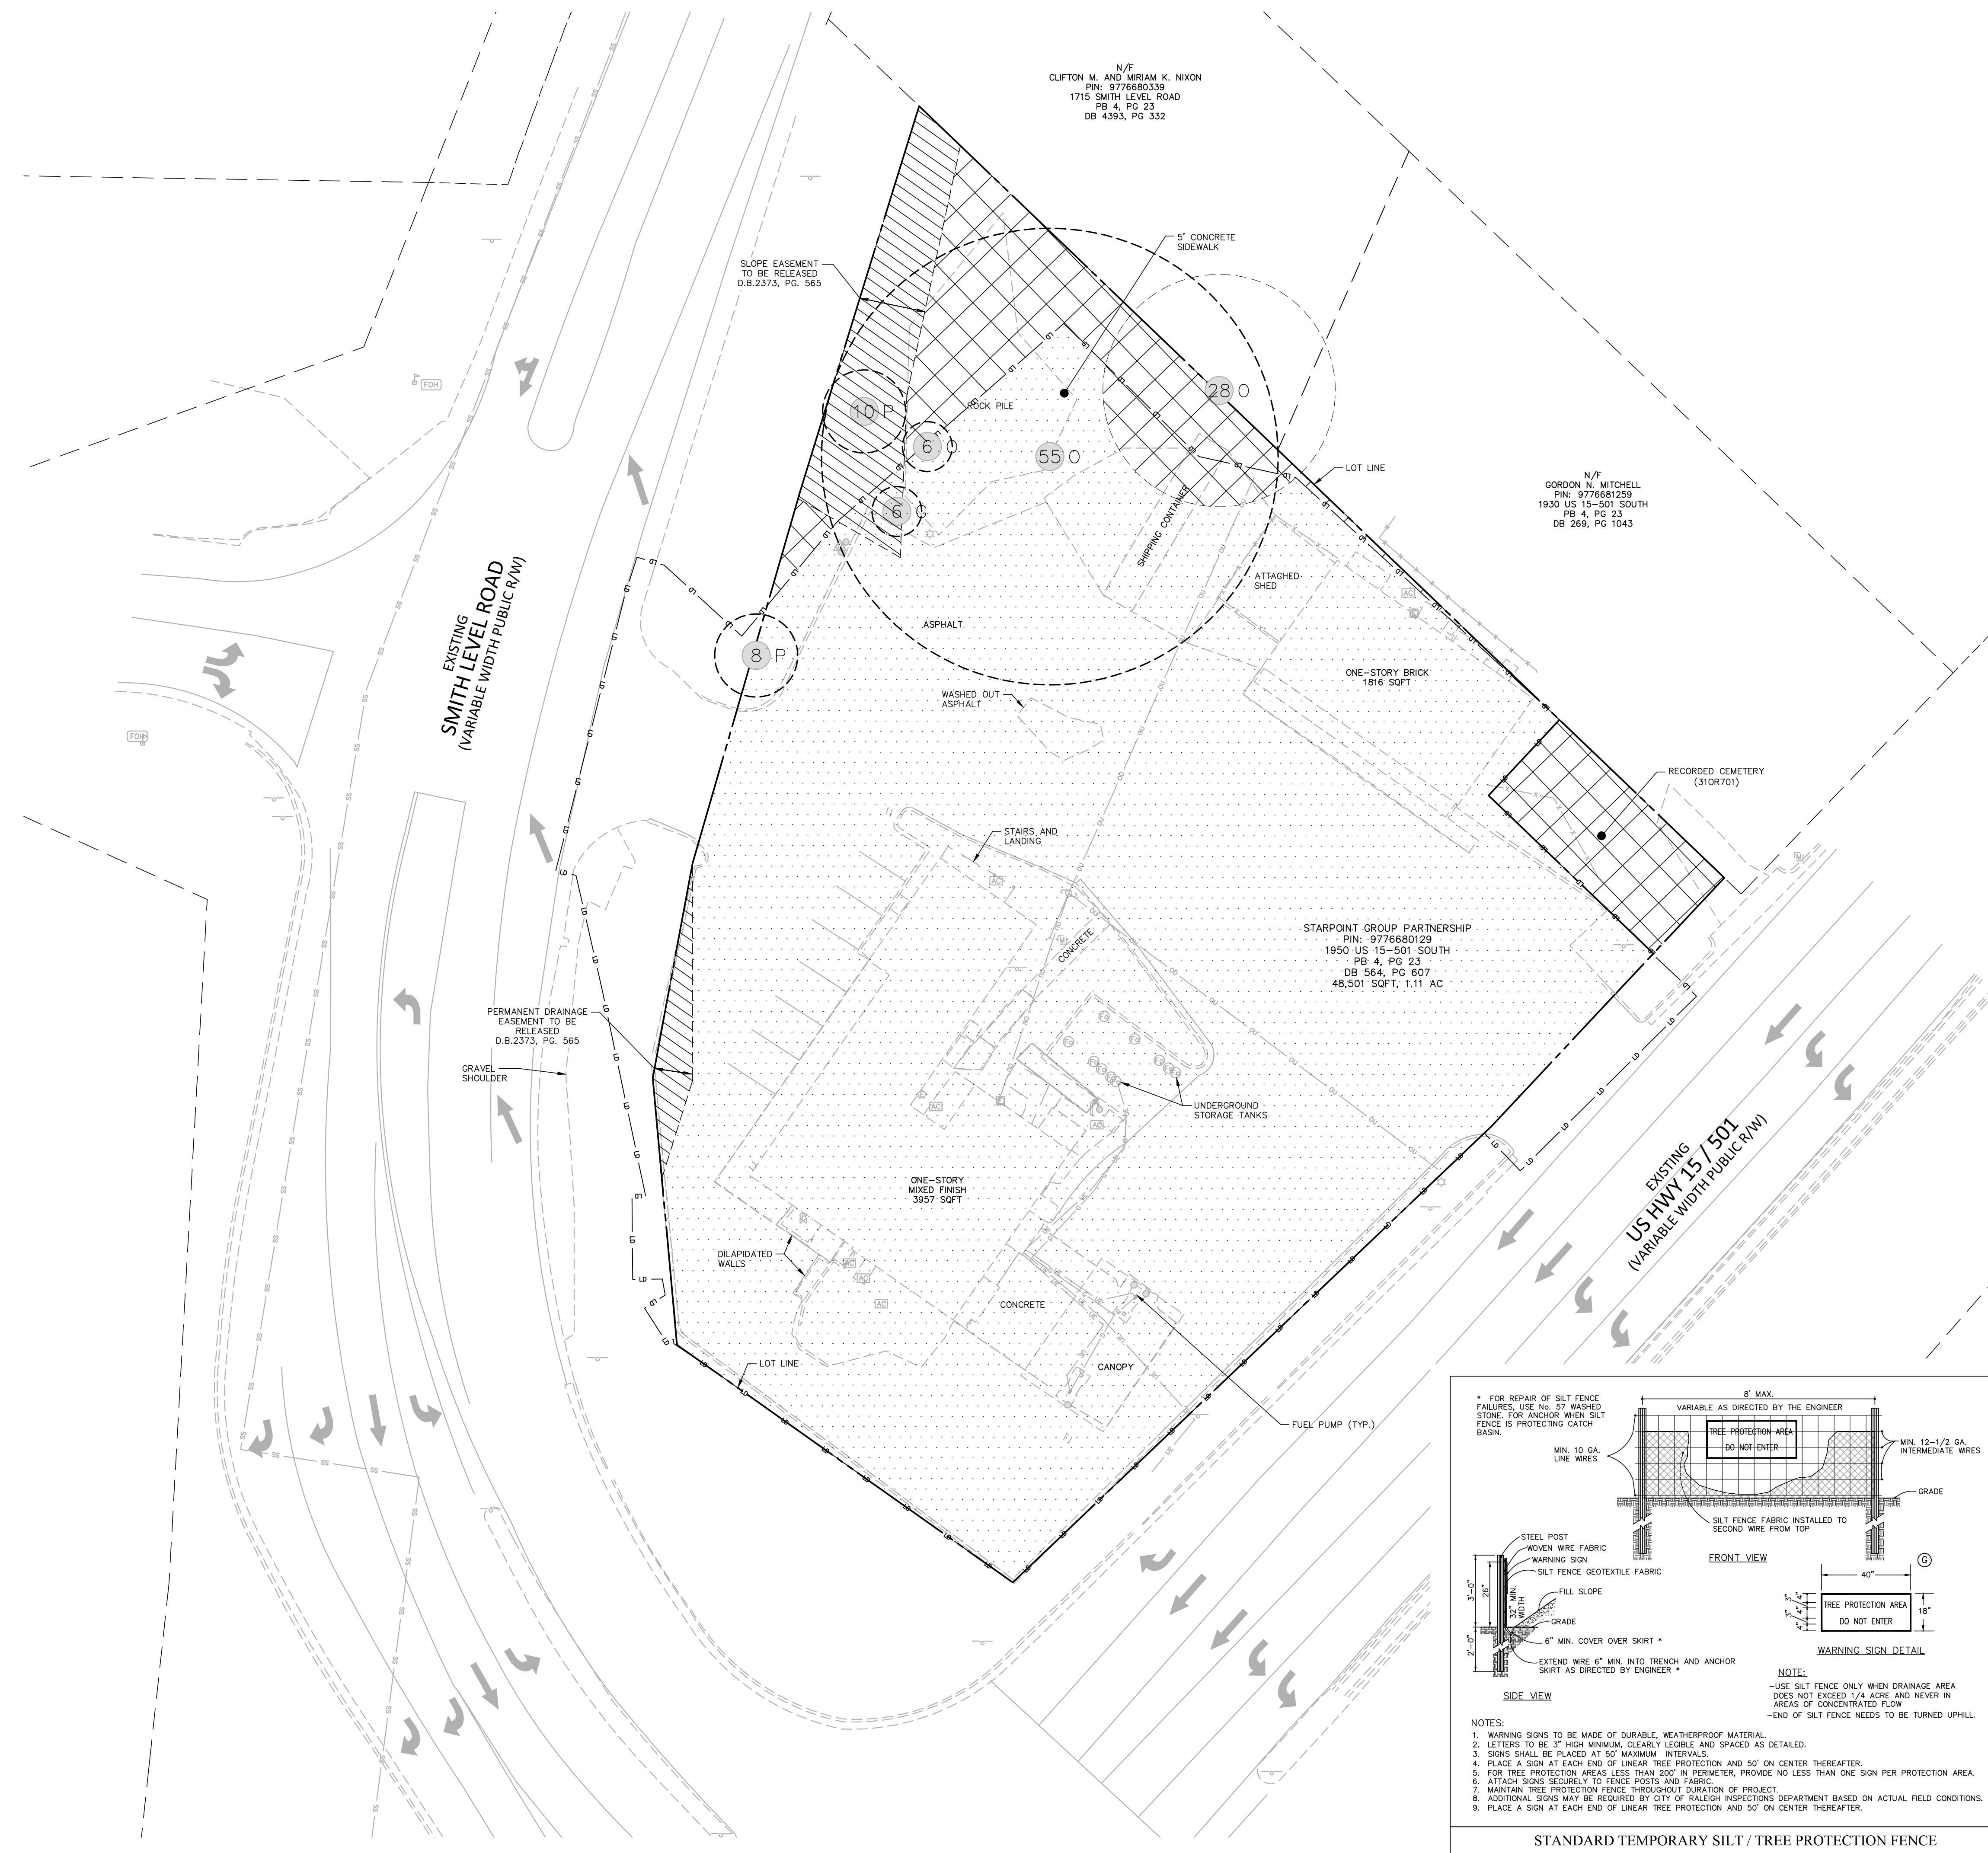 N/F
CLIFTON M. AND MIRIAM K. NIXON
PIN: 9776680339
1715 SMITH LEVEL ROAD
PB 4, PG 23
DB 4393, PG 332
5' CONCRETE
SIDEWALK
SLOPE EASEMENT
TO BE RELEASED
D.B.2373, PG. 565
FOH
10 P
ROCK PILE
28 O
6 O
55 O
LOT LINE
N/F
GORDON N. MITCHELL
PIN: 9776681259
1930 US 15-501 SOUTH
PB 4, PG 23
DB 269, PG 1043
SHIPPING CONTAINER
6 G
ATTACHED
SHED
AC
EXISTING
SMITH LEVEL ROAD
(VARIABLE WIDTH PUBLIC R/W)
ASPHALT
8 P
ONE-STORY BRICK
1816 SQFT
WASHED OUT
ASPHALT
FOH
RECORDED CEMETERY
(31OR701)
STAIRS AND
LANDING
AC
CONCRETE
STARPOINT GROUP PARTNERSHIP
PIN: 9776680129
1950 US 15-501 SOUTH
PB 4, PG 23
DB 564, PG 607
48,501 SQFT, 1.11 AC
PERMANENT DRAINAGE
EASEMENT TO BE
RELEASED
D.B.2373, PG. 565
GRAVEL
SHOULDER
AC
AC
UNDERGROUND
STORAGE TANKS
EXISTING
US HWY 15 / 501
(VARIABLE WIDTH PUBLIC R/W)
ONE-STORY
MIXED FINISH
3957 SQFT
DILAPIDATED
WALLS
AC
AC
AC
CONCRETE
CANOPY
LOT LINE
FUEL PUMP (TYP.)
* FOR REPAIR OF SILT FENCE
FAILURES, USE No. 57 WASHED
STONE. FOR ANCHOR WHEN SILT
FENCE IS PROTECTING CATCH
BASIN.
8' MAX.
VARIABLE AS DIRECTED BY THE ENGINEER
TREE PROTECTION AREA
DO NOT ENTER
MIN. 10 GA.
LINE WIRES
MIN. 12-1/2 GA.
INTERMEDIATE WIRES
GRADE
SILT FENCE FABRIC INSTALLED TO
SECOND WIRE FROM TOP
FRONT VIEW
STEEL POST
WOVEN WIRE FABRIC
WARNING SIGN
SILT FENCE GEOTEXTILE FABRIC
FILL SLOPE
GRADE
6" MIN. COVER OVER SKIRT *
EXTEND WIRE 6" MIN. INTO TRENCH AND ANCHOR
SKIRT AS DIRECTED BY ENGINEER *
3'-0"
26"
32" MIN.
WIDTH
2'-0"
SIDE VIEW
G
40"
3"
4"
3"
4"
4"
TREE PROTECTION AREA
DO NOT ENTER
18"
WARNING SIGN DETAIL
NOTE:
-USE SILT FENCE ONLY WHEN DRAINAGE AREA
DOES NOT EXCEED 1/4 ACRE AND NEVER IN
AREAS OF CONCENTRATED FLOW
-END OF SILT FENCE NEEDS TO BE TURNED UPHILL.
NOTES:
1. WARNING SIGNS TO BE MADE OF DURABLE, WEATHERPROOF MATERIAL.
2. LETTERS TO BE 3" HIGH MINIMUM, CLEARLY LEGIBLE AND SPACED AS DETAILED.
3. SIGNS SHALL BE PLACED AT 50' MAXIMUM INTERVALS.
4. PLACE A SIGN AT EACH END OF LINEAR TREE PROTECTION AND 50' ON CENTER THEREAFTER.
5. FOR TREE PROTECTION AREAS LESS THAN 200' IN PERIMETER, PROVIDE NO LESS THAN ONE SIGN PER PROTECTION AREA.
6. ATTACH SIGNS SECURELY TO FENCE POSTS AND FABRIC.
7. MAINTAIN TREE PROTECTION FENCE THROUGHOUT DURATION OF PROJECT.
8. ADDITIONAL SIGNS MAY BE REQUIRED BY CITY OF RALEIGH INSPECTIONS DEPARTMENT BASED ON ACTUAL FIELD CONDITIONS.
9. PLACE A SIGN AT EACH END OF LINEAR TREE PROTECTION AND 50' ON CENTER THEREAFTER.
STANDARD TEMPORARY SILT / TREE PROTECTION FENCE